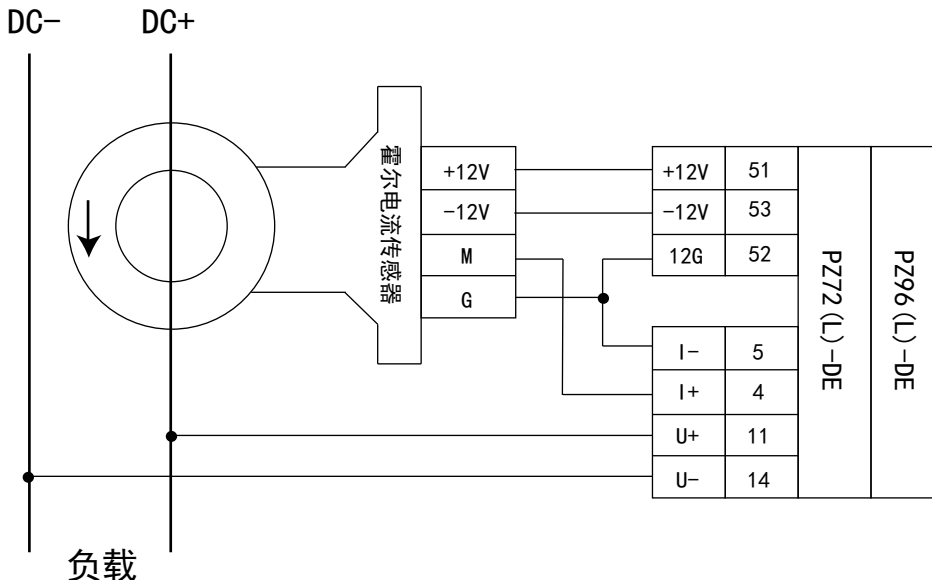 DC-
DC+
霍尔电流传感器
+12V
-12V
M
G
+12V 51
-12V 53
12G 52
I- 5
I+ 4
U+ 11
U- 14
PZ72(L)-DE
PZ96(L)-DE
负载